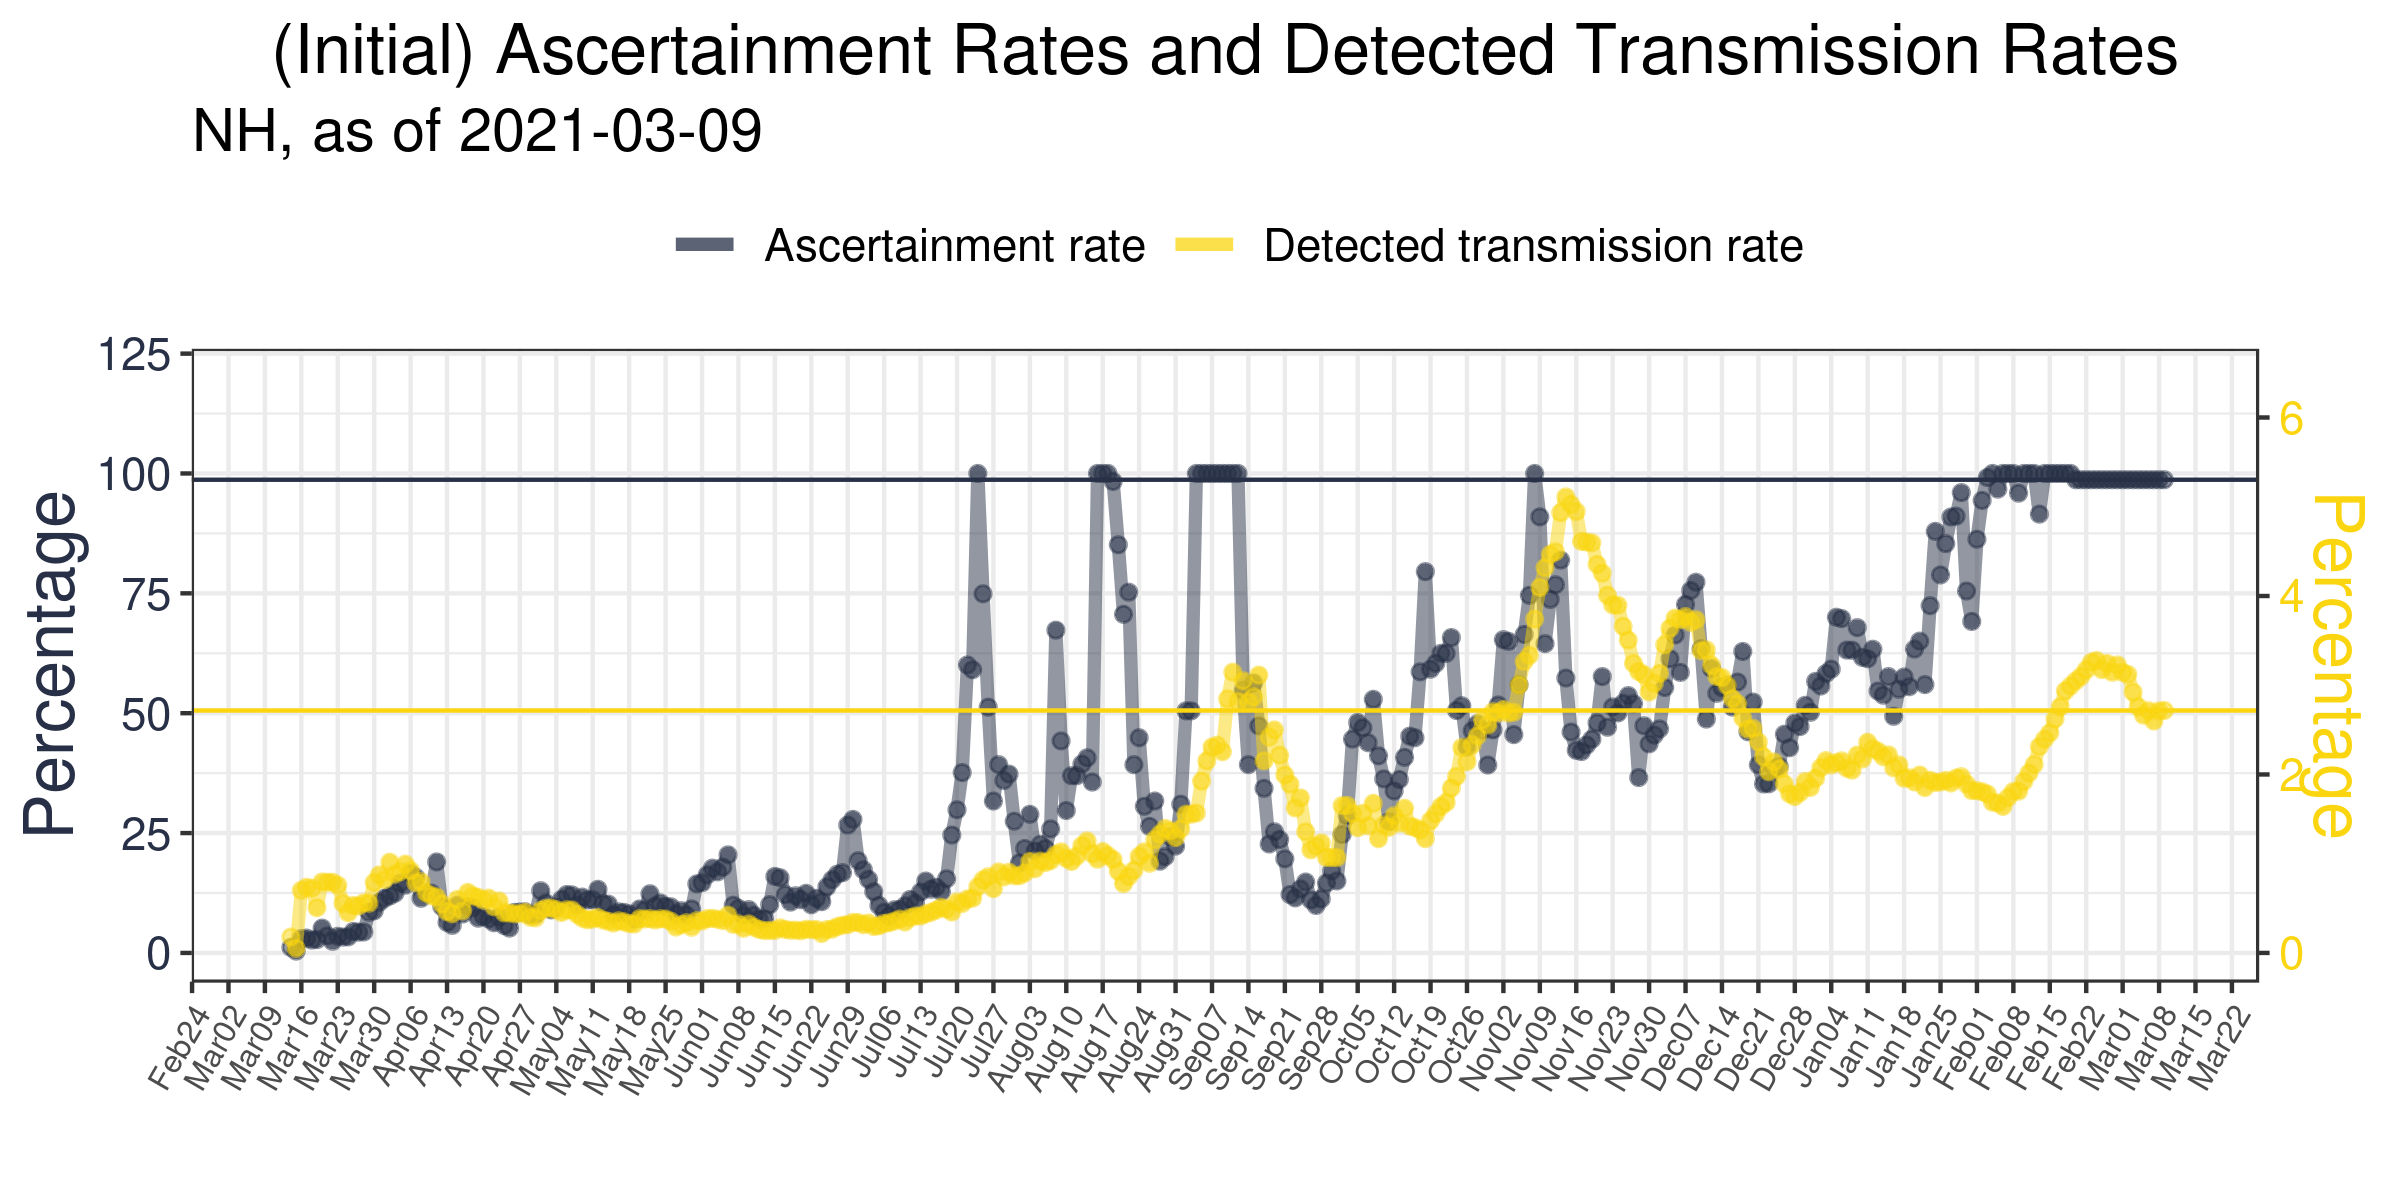 (Initial) Ascertainment Rates and Detected Transmission Rates
NH, as of 2021-03-09
Ascertainment rate
Detected transmission rate
125
100
75
50
25
0
Percentage
6
4
2
0
Percentage
Feb24
Mar02
Mar09
Mar16
Mar23
Mar30
Apr06
Apr13
Apr20
Apr27
May04
May11
May18
May25
Jun01
Jun08
Jun15
Jun22
Jun29
Jul06
Jul13
Jul20
Jul27
Aug03
Aug10
Aug17
Aug24
Aug31
Sep07
Sep14
Sep21
Sep28
Oct05
Oct12
Oct19
Oct26
Nov02
Nov09
Nov16
Nov23
Nov30
Dec07
Dec14
Dec21
Dec28
Jan04
Jan11
Jan18
Jan25
Feb01
Feb08
Feb15
Feb22
Mar01
Mar08
Mar15
Mar22